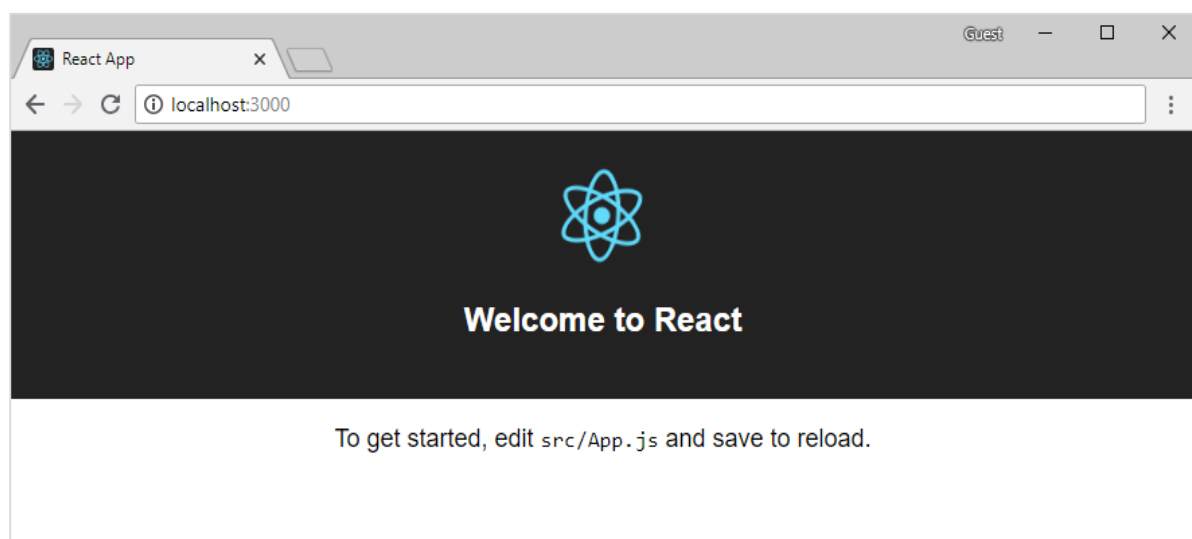 Guest
React App
localhost:3000
Welcome to React
To get started, edit src/App.js and save to reload.